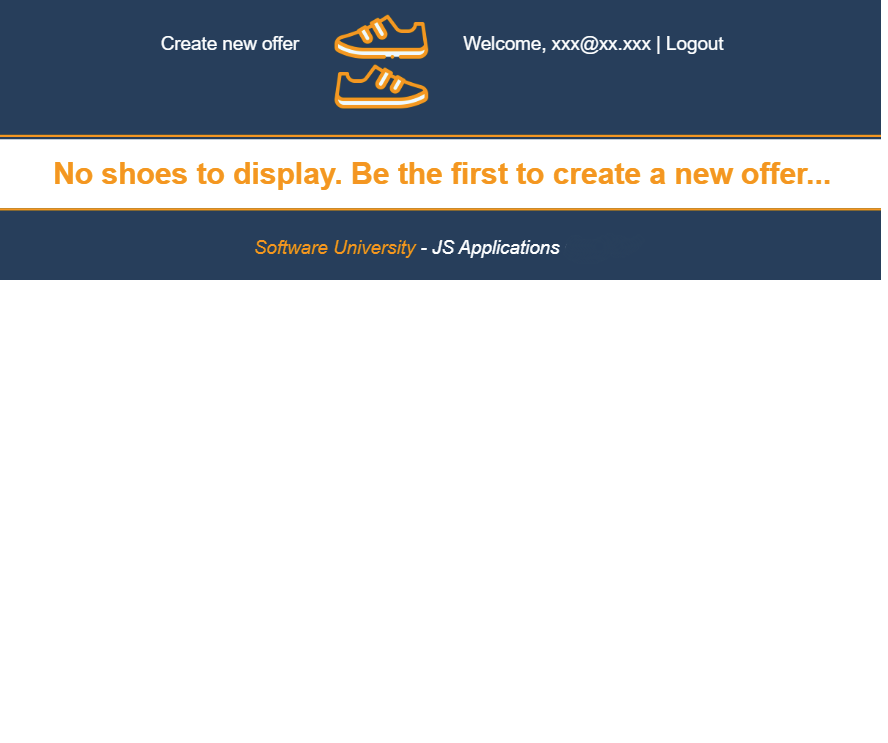 Create new offer
Welcome, xxx@xx.xxx | Logout
No shoes to display. Be the first to create a new offer...
Software University - JS Applications